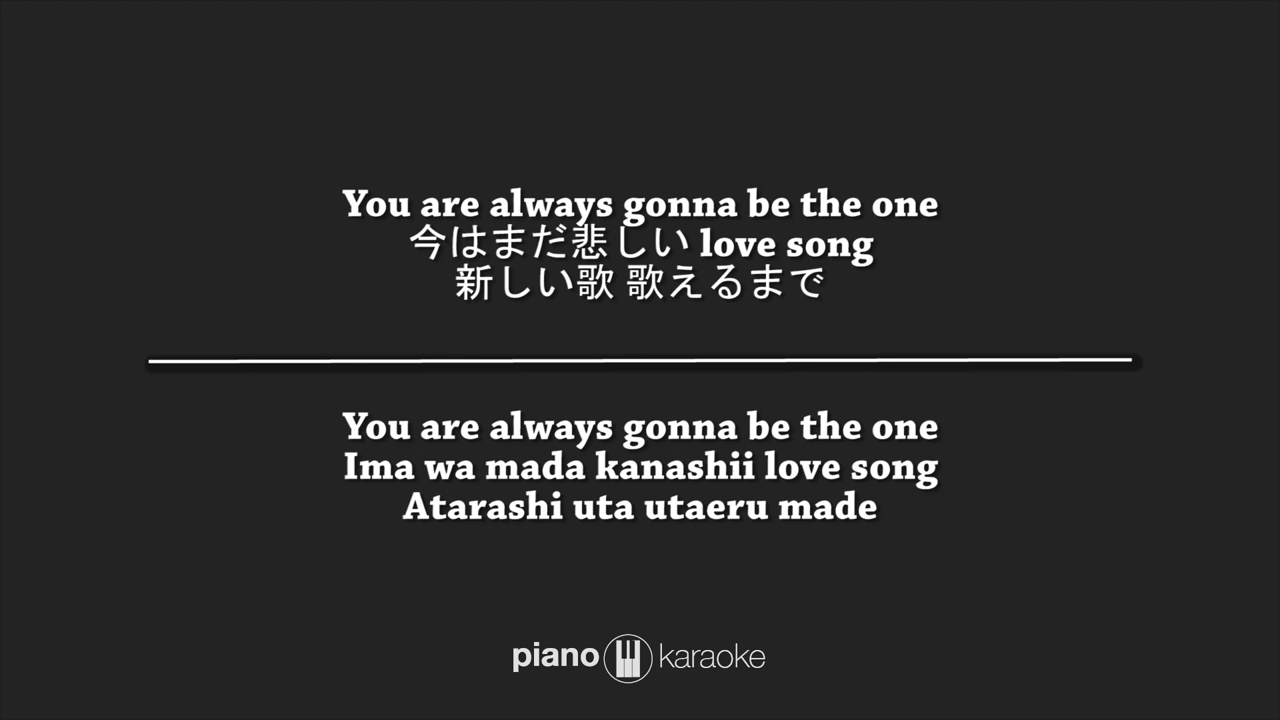 You are always gonna be the one
今はまだ悲しい love song
新しい歌 歌えるまで
You are always gonna be the one
Ima wa mada kanashii love song
Atarashi uta utaeru made
piano karaoke